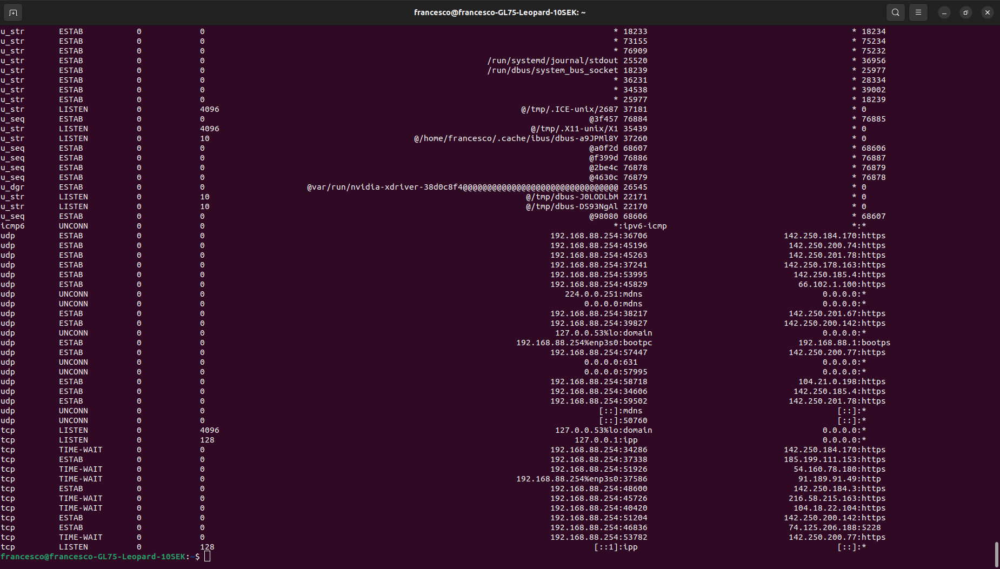 francesco@francesco-GL75-Leopard-10SEK: ~
u_str ESTAB 0 0 * 18233 * 18234
u_str ESTAB 0 0 * 73155 * 75234
u_str ESTAB 0 0 * 76909 * 75232
u_str ESTAB 0 0 /run/systemd/journal/stdout 25520 * 36956
u_str ESTAB 0 0 /run/dbus/system_bus_socket 18239 * 25977
u_str ESTAB 0 0 * 36231 * 28334
u_str ESTAB 0 0 * 34538 * 39002
u_str ESTAB 0 0 * 25977 * 18239
u_str LISTEN 0 4096 @/tmp/.ICE-unix/2687 37181 * 0
u_seq ESTAB 0 0 @3f457 76884 * 76885
u_str LISTEN 0 4096 @/tmp/.X11-unix/X1 35439 * 0
u_str LISTEN 0 10 @/home/francesco/.cache/ibus/dbus-a9JPMl8Y 37260 * 0
u_seq ESTAB 0 0 @a0f2d 68607 * 68606
u_seq ESTAB 0 0 @f399d 76886 * 76887
u_seq ESTAB 0 0 @2be4c 76878 * 76879
u_seq ESTAB 0 0 @4630c 76879 * 76878
u_dgr ESTAB 0 0 @var/run/nvidia-xdriver-38d0c8f4@@@@@@@@@@@@@@@@@@@@@@@@@@@@@@@@ 26545 * 0
u_str LISTEN 0 10 @/tmp/dbus-J0LODLbM 22171 * 0
u_str LISTEN 0 10 @/tmp/dbus-DS93NgAl 22170 * 0
u_seq ESTAB 0 0 @98080 68606 * 68607
icmp6 UNCONN 0 0 *:ipv6-icmp *:*
udp ESTAB 0 0 192.168.88.254:36706 142.250.184.170:https
udp ESTAB 0 0 192.168.88.254:45196 142.250.200.74:https
udp ESTAB 0 0 192.168.88.254:45263 142.250.201.78:https
udp ESTAB 0 0 192.168.88.254:37241 142.250.178.163:https
udp ESTAB 0 0 192.168.88.254:53995 142.250.185.4:https
udp ESTAB 0 0 192.168.88.254:45829 66.102.1.100:https
udp UNCONN 0 0 224.0.0.251:mdns 0.0.0.0:*
udp UNCONN 0 0 0.0.0.0:mdns 0.0.0.0:*
udp ESTAB 0 0 192.168.88.254:38217 142.250.201.67:https
udp ESTAB 0 0 192.168.88.254:39827 142.250.200.142:https
udp UNCONN 0 0 127.0.0.53%lo:domain 0.0.0.0:*
udp ESTAB 0 0 192.168.88.254%enp3s0:bootpc 192.168.88.1:bootps
udp ESTAB 0 0 192.168.88.254:57447 142.250.200.77:https
udp UNCONN 0 0 0.0.0.0:631 0.0.0.0:*
udp UNCONN 0 0 0.0.0.0:57995 0.0.0.0:*
udp ESTAB 0 0 192.168.88.254:58718 104.21.0.198:https
udp ESTAB 0 0 192.168.88.254:34606 142.250.185.4:https
udp ESTAB 0 0 192.168.88.254:59502 142.250.201.78:https
udp UNCONN 0 0 [::]:mdns [::]:*
udp UNCONN 0 0 [::]:50760 [::]:*
tcp LISTEN 0 4096 127.0.0.53%lo:domain 0.0.0.0:*
tcp LISTEN 0 128 127.0.0.1:ipp 0.0.0.0:*
tcp TIME-WAIT 0 0 192.168.88.254:34286 142.250.184.170:https
tcp ESTAB 0 0 192.168.88.254:37338 185.199.111.153:https
tcp TIME-WAIT 0 0 192.168.88.254:51926 54.160.78.180:https
tcp TIME-WAIT 0 0 192.168.88.254%enp3s0:37586 91.189.91.49:http
tcp ESTAB 0 0 192.168.88.254:48600 142.250.184.3:https
tcp TIME-WAIT 0 0 192.168.88.254:45726 216.58.215.163:https
tcp TIME-WAIT 0 0 192.168.88.254:40420 104.18.22.104:https
tcp ESTAB 0 0 192.168.88.254:51204 142.250.200.142:https
tcp ESTAB 0 0 192.168.88.254:46836 74.125.206.188:5228
tcp TIME-WAIT 0 0 192.168.88.254:53782 142.250.200.77:https
tcp LISTEN 0 128 [::1]:ipp [::]:*
francesco@francesco-GL75-Leopard-10SEK:~$